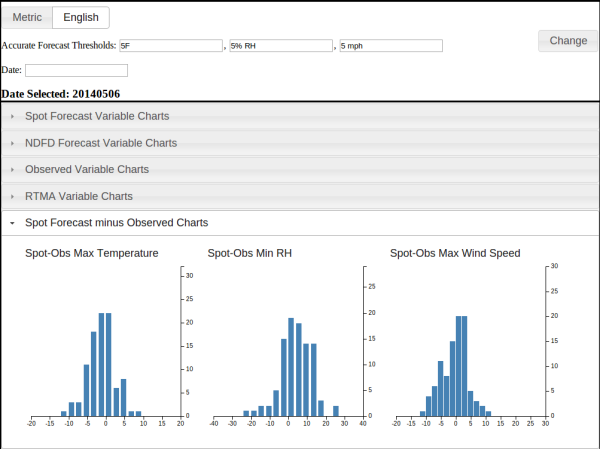 Metric English
Accurate Forecast Thresholds: 5F , 5% RH , 5 mph
Change
Date:
Date Selected: 20140506
Spot Forecast Variable Charts
NDFD Forecast Variable Charts
Observed Variable Charts
RTMA Variable Charts
Spot Forecast minus Observed Charts
Spot-Obs Max Temperature Spot-Obs Min RH Spot-Obs Max Wind Speed
30
25
20
15
10
5
0
-20 -15 -10 -5 0 5 10 15 20
25
20
15
10
5
0
-40 -30 -20 -10 0 10 20 30 40
30
25
20
15
10
5
0
-20 -15 -10 -5 0 5 10 15 20 25 30